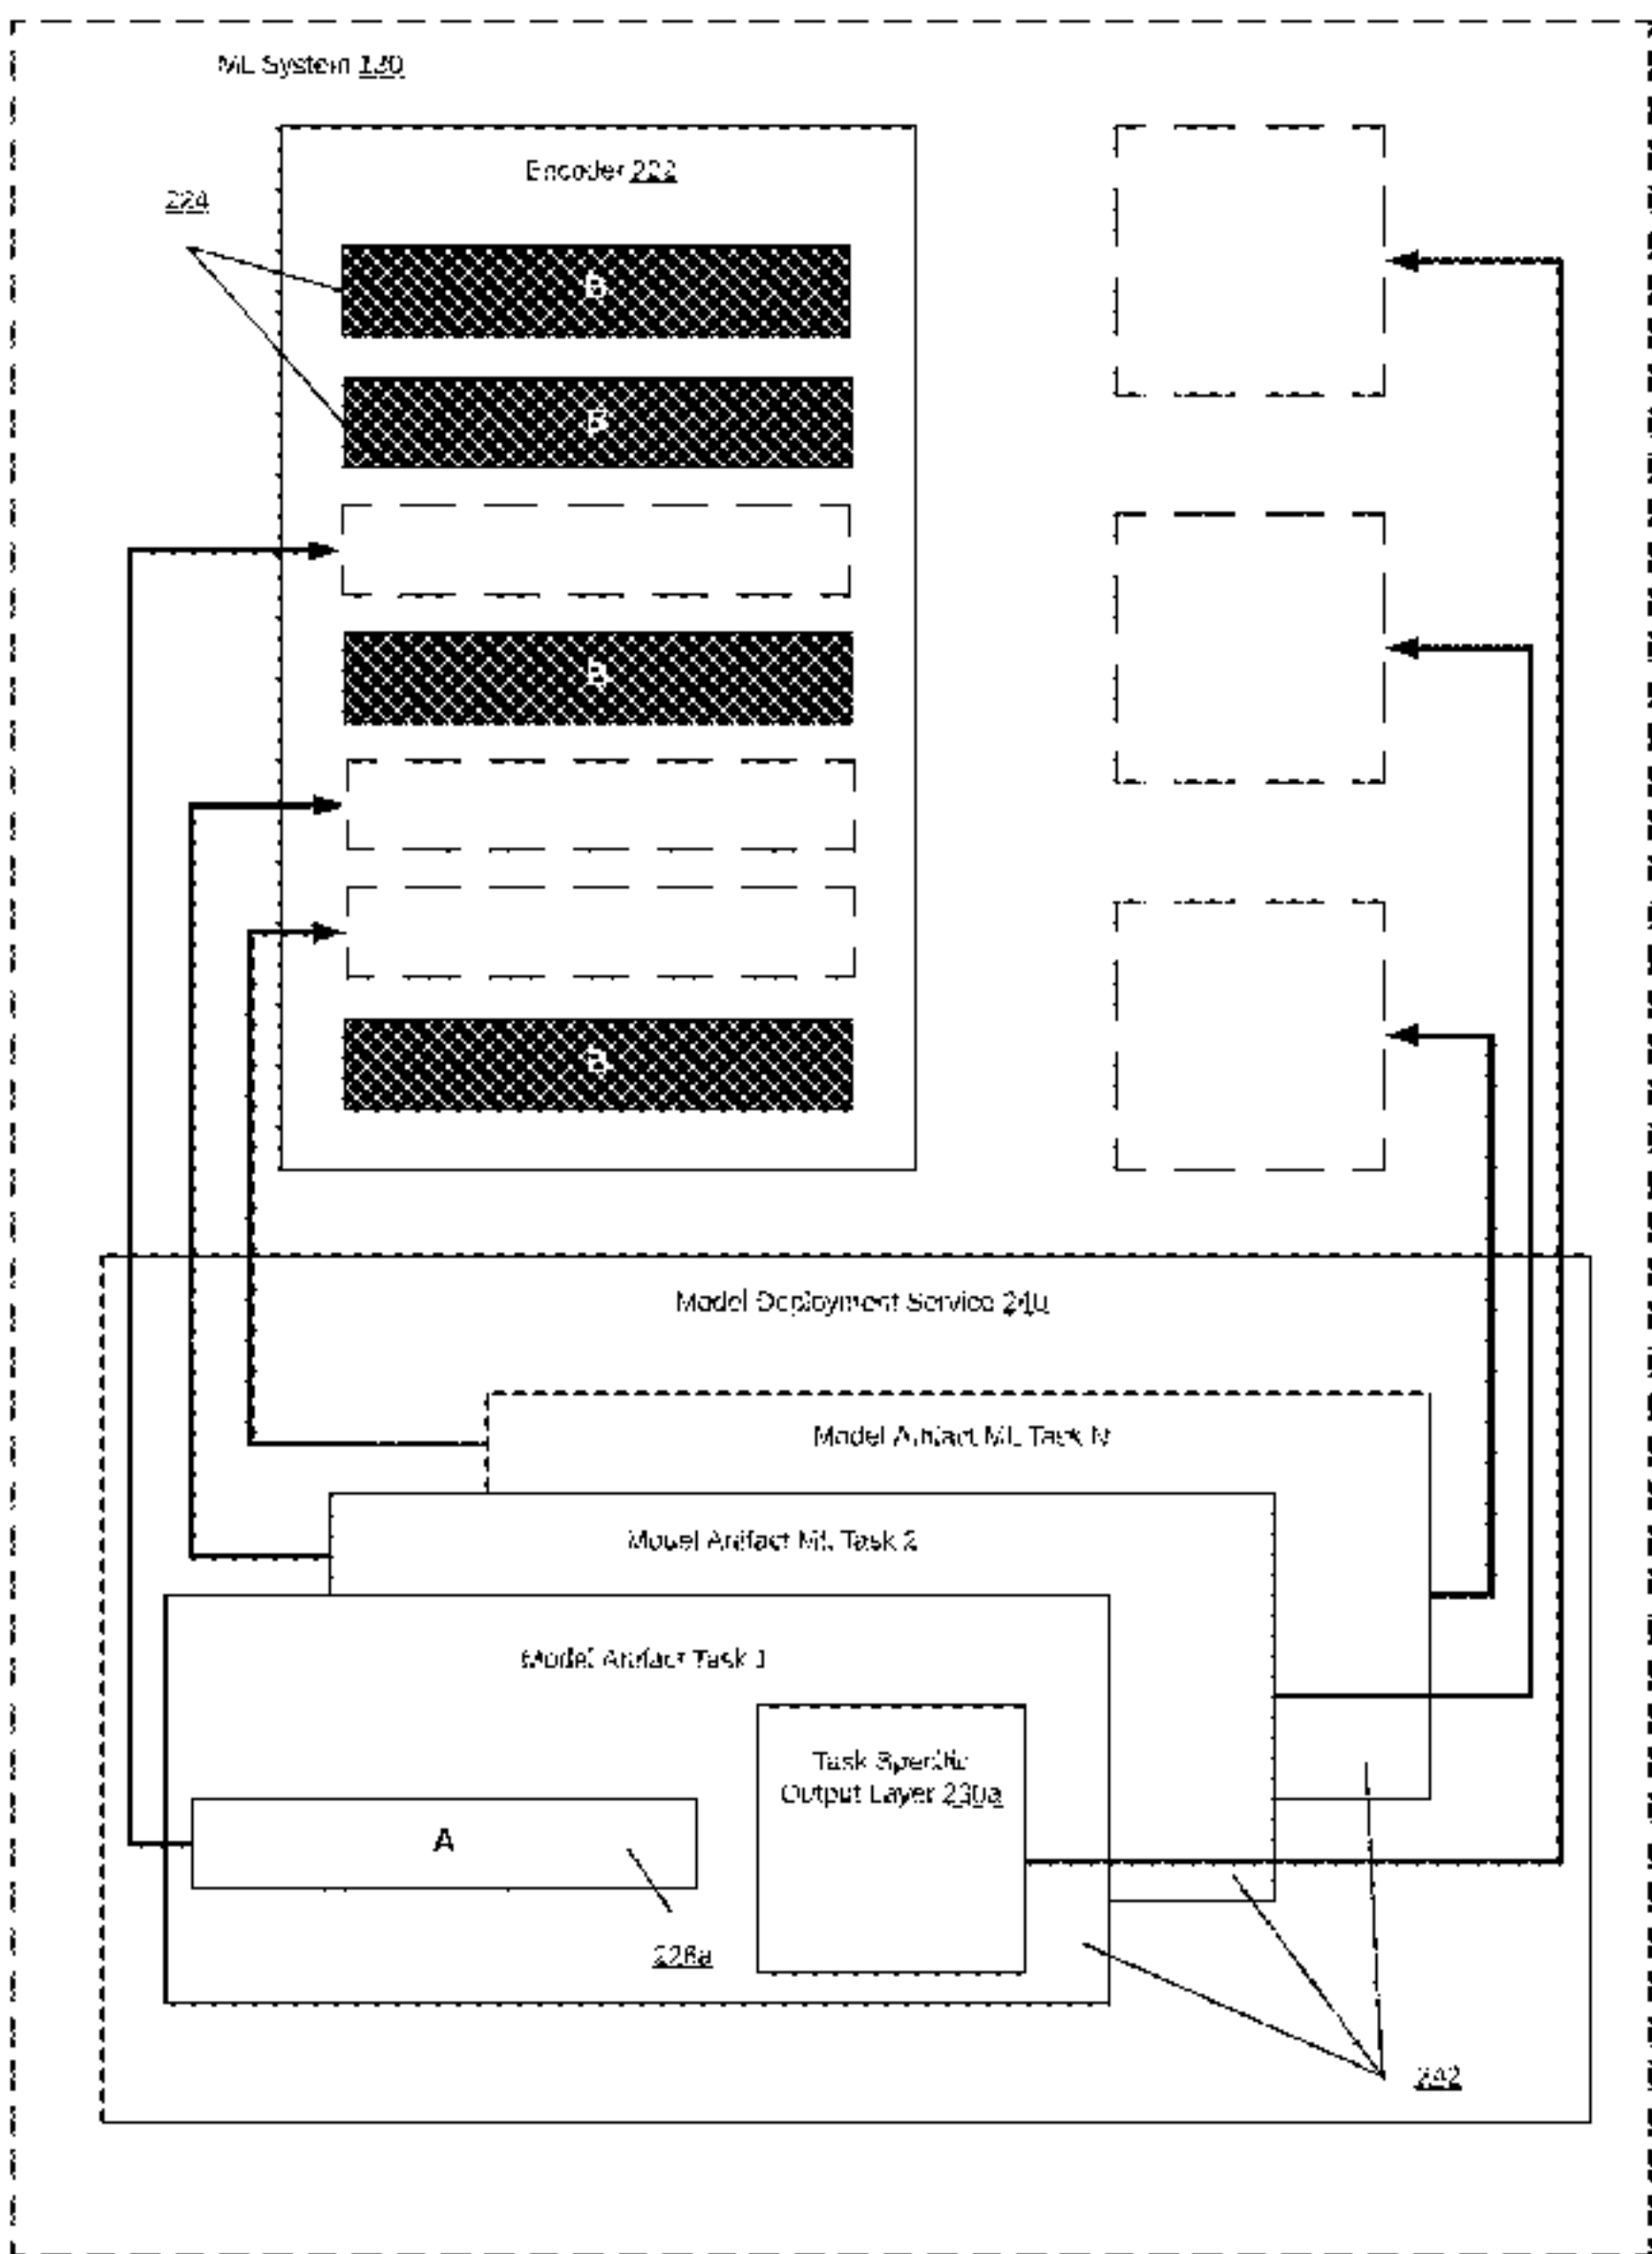 ML System 130
Encoder 222
224
B
B
B
B
Model Deployment Service 240
Model Artifact ML Task N
Model Artifact ML Task 2
Model Artifact Task 1
Task Specific
Output Layer 230a
A
228a
242